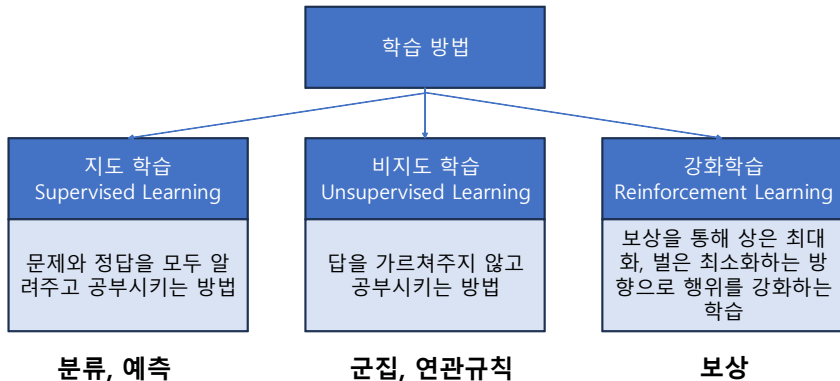 학습 방법
지도 학습
Supervised Learning
비지도 학습
Unsupervised Learning
강화학습
Reinforcement Learning
문제와 정답을 모두 알
려주고 공부시키는 방법
답을 가르쳐주지 않고
공부시키는 방법
보상을 통해 상은 최대
화, 벌은 최소화하는 방
향으로 행위를 강화하는
학습
분류, 예측
군집, 연관규칙
보상